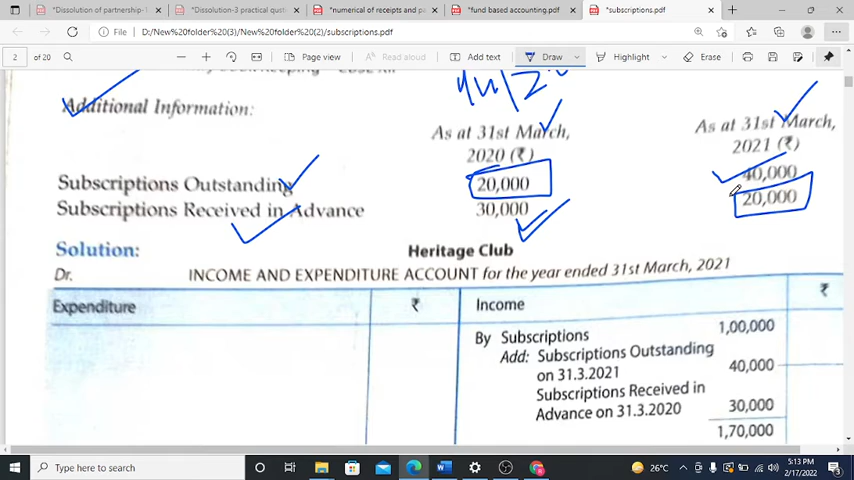 *Dissolution of partnership-1
*Dissolution-3 practical quest
*numerical of receipts and pa
*fund based accounting.pdf
*subscriptions.pdf
File D:/New%20folder%20(3)/New%20folder%20(2)/subscriptions.pdf
2 of 20 Page view Read aloud Add text Draw Highlight Erase
Additional Information:
As at 31st March, As at 31st March,
2020 (₹) 2021 (₹)
Subscriptions Outstanding 20,000 40,000
Subscriptions Received in Advance 30,000 20,000
Solution: Heritage Club
Dr. INCOME AND EXPENDITURE ACCOUNT for the year ended 31st March, 2021
Expenditure ₹ Income ₹
By Subscriptions 1,00,000
Add: Subscriptions Outstanding
on 31.3.2021 40,000
Subscriptions Received in
Advance on 31.3.2020 30,000
1,70,000
Type here to search
26°C
5:13 PM
2/17/2022
3